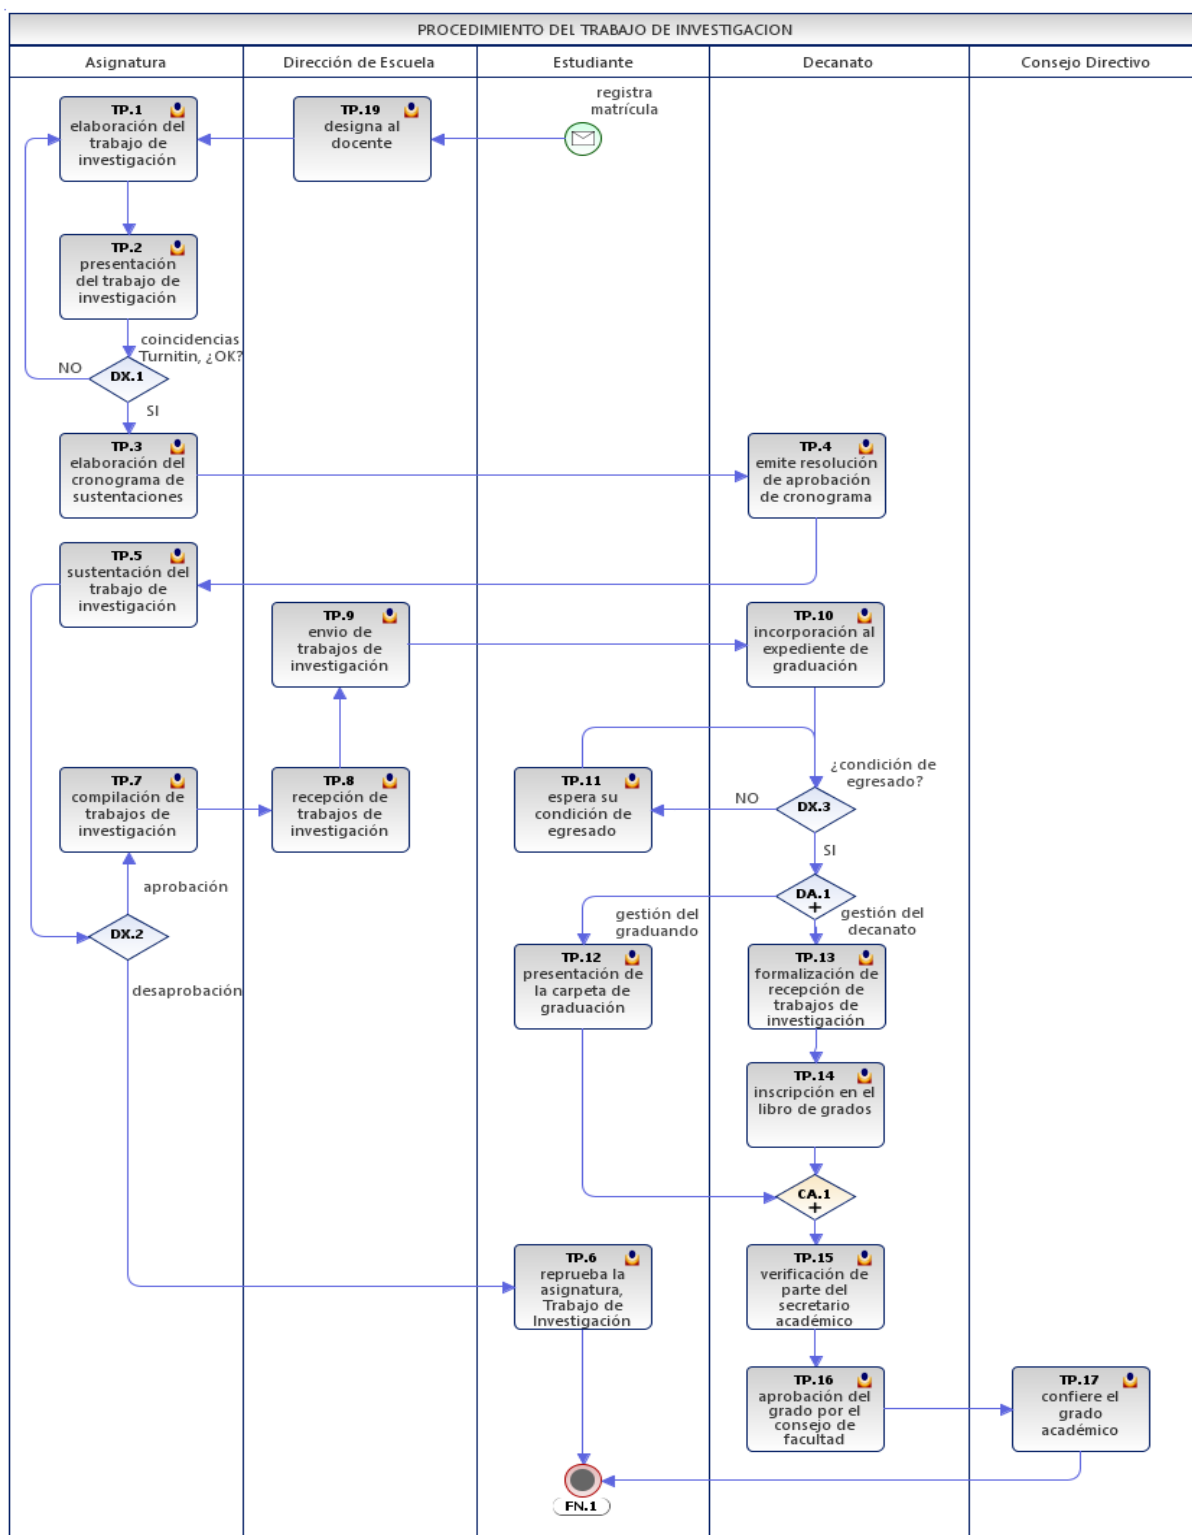 PROCEDIMIENTO DEL TRABAJO DE INVESTIGACION
Asignatura
Dirección de Escuela
Estudiante
Decanato
Consejo Directivo
TP.1
elaboración del
trabajo de
investigación
TP.19
designa al
docente
registra
matrícula
TP.2
presentación
del trabajo de
investigación
coincidencias
Turnitin, ¿OK?
NO
DX.1
SI
TP.3
elaboración del
cronograma de
sustentaciones
TP.4
emite resolución
de aprobación
de cronograma
TP.5
sustentación del
trabajo de
investigación
TP.9
envio de
trabajos de
investigación
TP.10
incorporación al
expediente de
graduación
TP.7
compilación de
trabajos de
investigación
TP.8
recepción de
trabajos de
investigación
TP.11
espera su
condición de
egresado
NO
¿condición de
egresado?
DX.3
SI
aprobación
DX.2
desaprobación
DA.1
gestión del
graduando
gestión del
decanato
TP.12
presentación de
la carpeta de
graduación
TP.13
formalización de
recepción de
trabajos de
investigación
TP.14
inscripción en el
libro de grados
CA.1
TP.6
reprueba la
asignatura,
Trabajo de
Investigación
TP.15
verificación de
parte del
secretario
académico
TP.16
aprobación del
grado por el
consejo de
facultad
TP.17
confiere el
grado
académico
FN.1